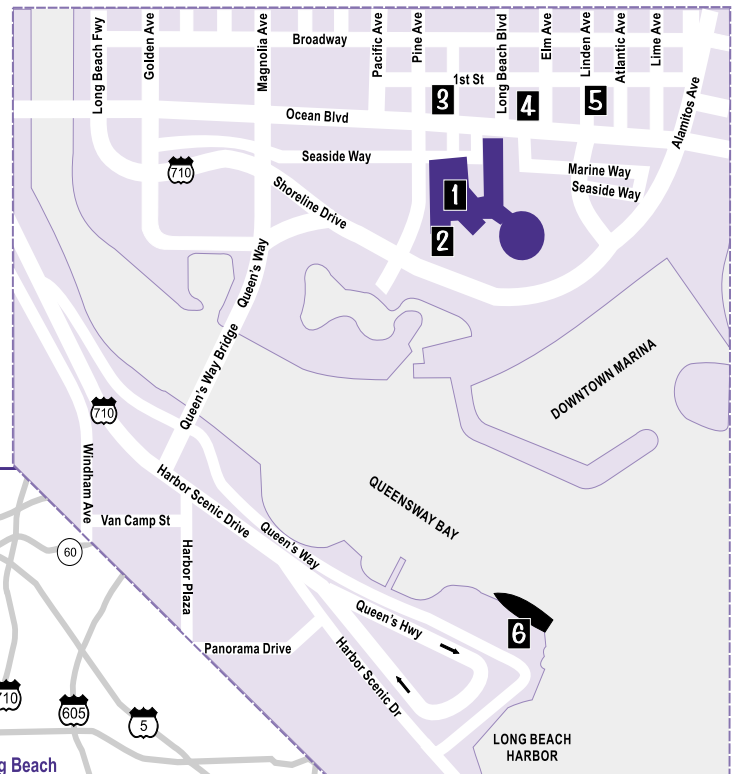 Long Beach Fwy
Golden Ave
Magnolia Ave
Pacific Ave
Pine Ave
Long Beach Blvd
Elm Ave
Linden Ave
Atlantic Ave
Lime Ave
Broadway
1st St
3
4
5
Alamitos Ave
Ocean Blvd
Seaside Way
710
Marine Way
Seaside Way
1
2
Shoreline Drive
Queen's Way
Queen's Way Bridge
DOWNTOWN MARINA
710
Windham Ave
Harbor Scenic Drive
QUEENSWAY BAY
Van Camp St
Queen's Way
60
Harbor Plaza
Queen's Hwy
6
Panorama Drive
Harbor Scenic Dr
710
605
5
LONG BEACH
HARBOR
g Beach